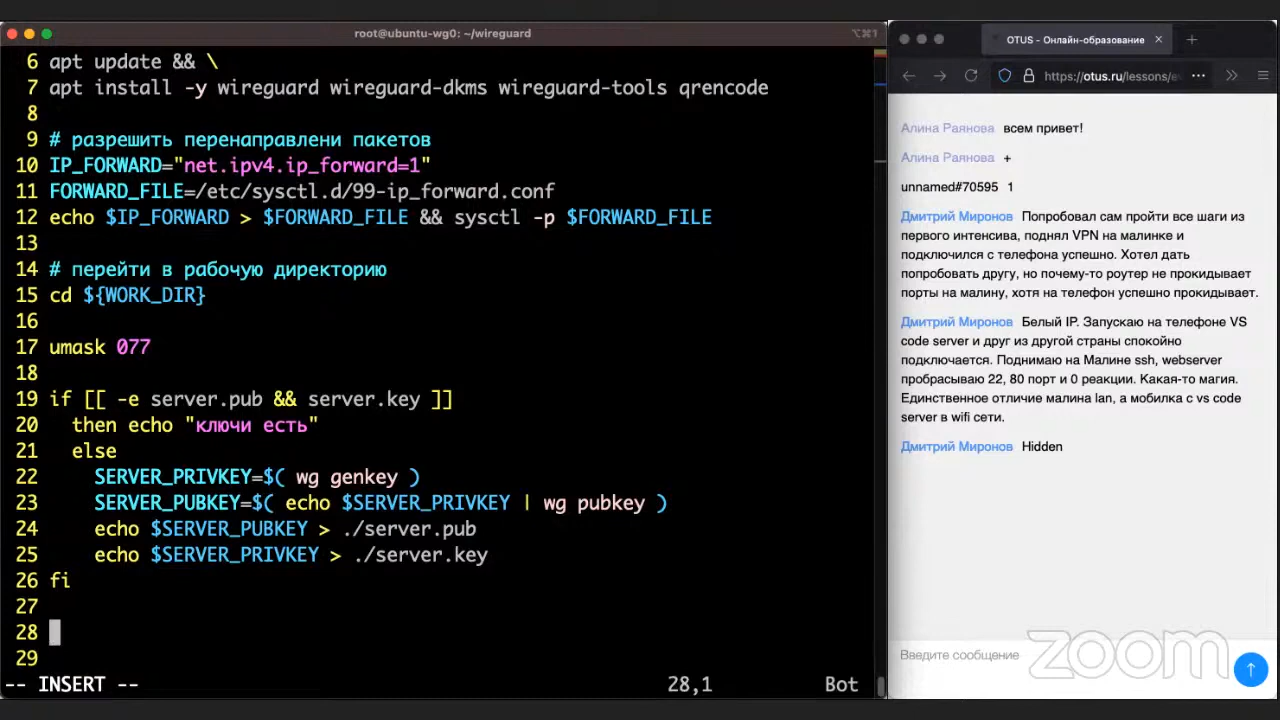 root@ubuntu-wg0: ~/wireguard
⌥⌘1
6 apt update && \
7 apt install -y wireguard wireguard-dkms wireguard-tools qrencode
8
9 # разрешить перенаправлени пакетов
10 IP_FORWARD="net.ipv4.ip_forward=1"
11 FORWARD_FILE=/etc/sysctl.d/99-ip_forward.conf
12 echo $IP_FORWARD > $FORWARD_FILE && sysctl -p $FORWARD_FILE
13
14 # перейти в рабочую директорию
15 cd ${WORK_DIR}
16
17 umask 077
18
19 if [[ -e server.pub && server.key ]]
20 then echo "ключи есть"
21 else
22 SERVER_PRIVKEY=$( wg genkey )
23 SERVER_PUBKEY=$( echo $SERVER_PRIVKEY | wg pubkey )
24 echo $SERVER_PUBKEY > ./server.pub
25 echo $SERVER_PRIVKEY > ./server.key
26 fi
27
28
29
-- INSERT -- 28,1 Bot
OTUS - Онлайн-образование
https://otus.ru/lessons/
Алина Раянова всем привет!
Алина Раянова +
unnamed#70595 1
Дмитрий Миронов Попробовал сам пройти все шаги из
первого интенсива, поднял VPN на малинке и
подключился с телефона успешно. Хотел дать
попробовать другу, но почему-то роутер не прокидывает
порты на малину, хотя на телефон успешно прокидывает.
Дмитрий Миронов Белый IP. Запускаю на телефоне VS
code server и друг из другой страны спокойно
подключается. Поднимаю на Малине ssh, webserver
пробрасываю 22, 80 порт и 0 реакции. Какая-то магия.
Единственное отличие малина lan, а мобилка с vs code
server в wifi сети.
Дмитрий Миронов Hidden
Введите сообщение
zoom